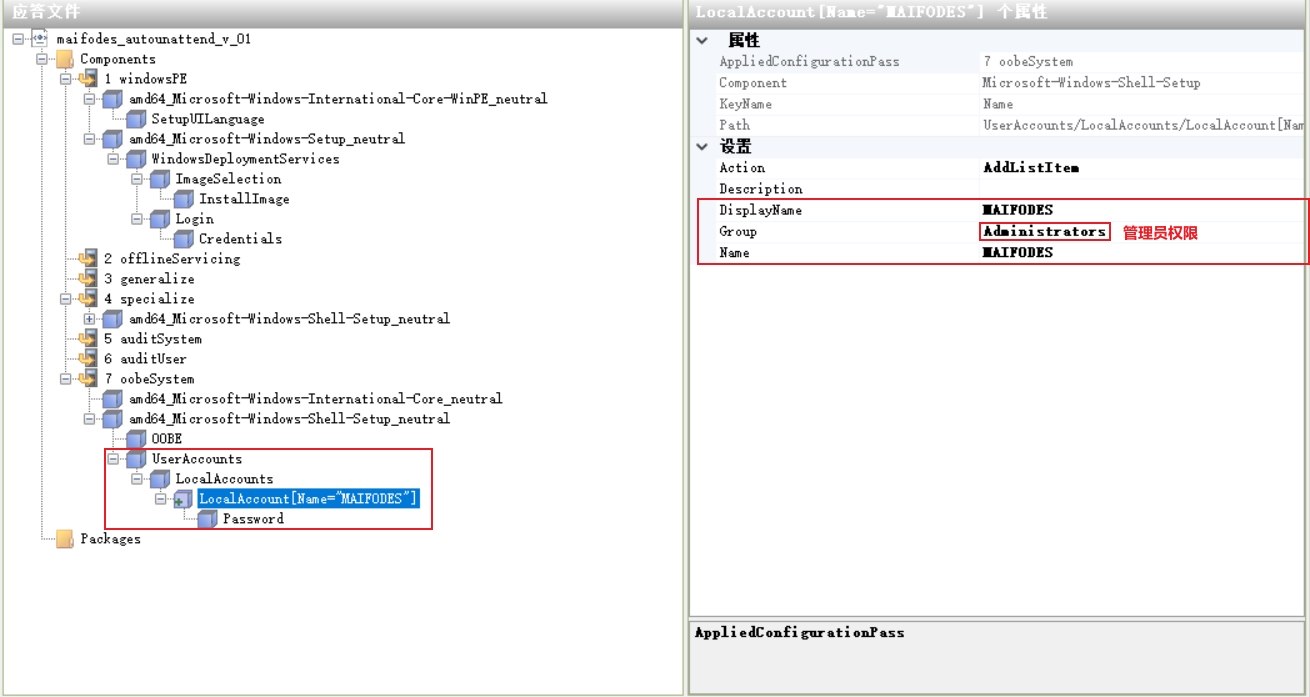 应答文件
maifodes_autounattend_v_01
Components
1 windowsPE
amd64_Microsoft-Windows-International-Core-WinPE_neutral
SetupUILanguage
amd64_Microsoft-Windows-Setup_neutral
WindowsDeploymentServices
ImageSelection
InstallImage
Login
Credentials
2 offlineServicing
3 generalize
4 specialize
amd64_Microsoft-Windows-Shell-Setup_neutral
5 auditSystem
6 auditUser
7 oobeSystem
amd64_Microsoft-Windows-International-Core_neutral
amd64_Microsoft-Windows-Shell-Setup_neutral
OOBE
UserAccounts
LocalAccounts
LocalAccount[Name="MAIFODES"]
Password
Packages
LocalAccount[Name="MAIFODES"] 个属性
属性
AppliedConfigurationPass 7 oobeSystem
Component Microsoft-Windows-Shell-Setup
KeyName Name
Path UserAccounts/LocalAccounts/LocalAccount[Nam
设置
Action AddListItem
Description
DisplayName MAIFODES
Group Administrators 管理员权限
Name MAIFODES
AppliedConfigurationPass